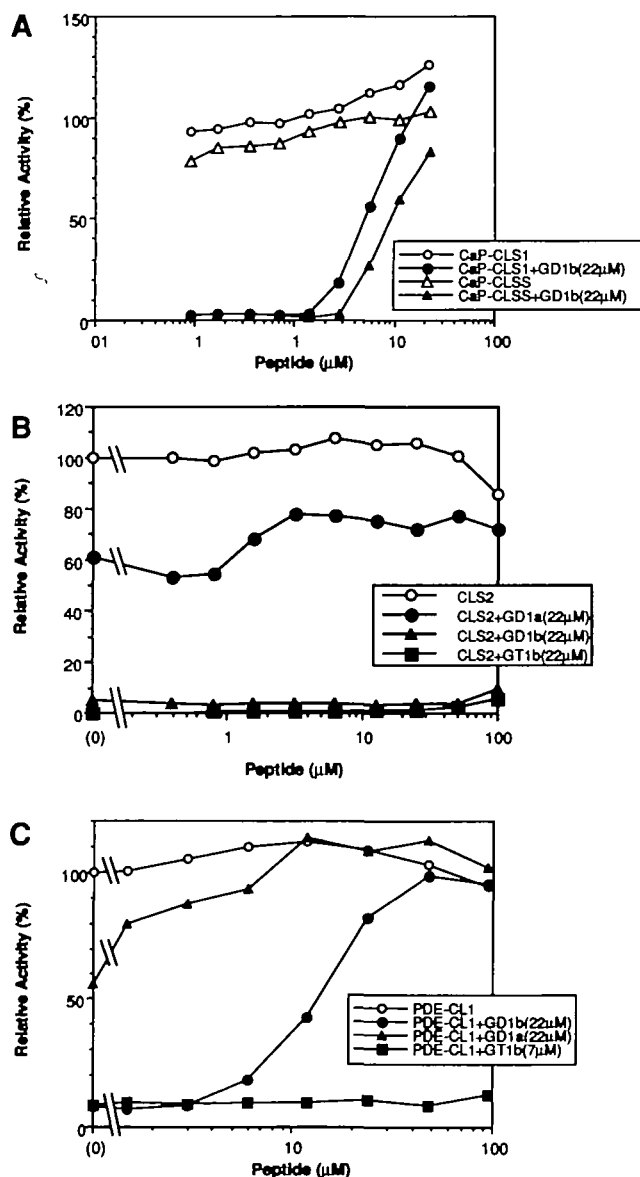 A
Relative Activity (%)
150
100
50
0
01
1
10
100
Peptide (μM)
CaP-CLS1
CaP-CLS1+GD1b(22μM)
CaP-CLSS
CaP-CLSS+GD1b(22μM)
B
Relative Activity (%)
120
100
80
60
40
20
0
(0)
1
10
100
Peptide (μM)
CLS2
CLS2+GD1a(22μM)
CLS2+GD1b(22μM)
CLS2+GT1b(22μM)
C
Relative Activity (%)
100
50
0
(0)
10
100
Peptide (μM)
PDE-CL1
PDE-CL1+GD1b(22μM)
PDE-CL1+GD1a(22μM)
PDE-CL1+GT1b(7μM)